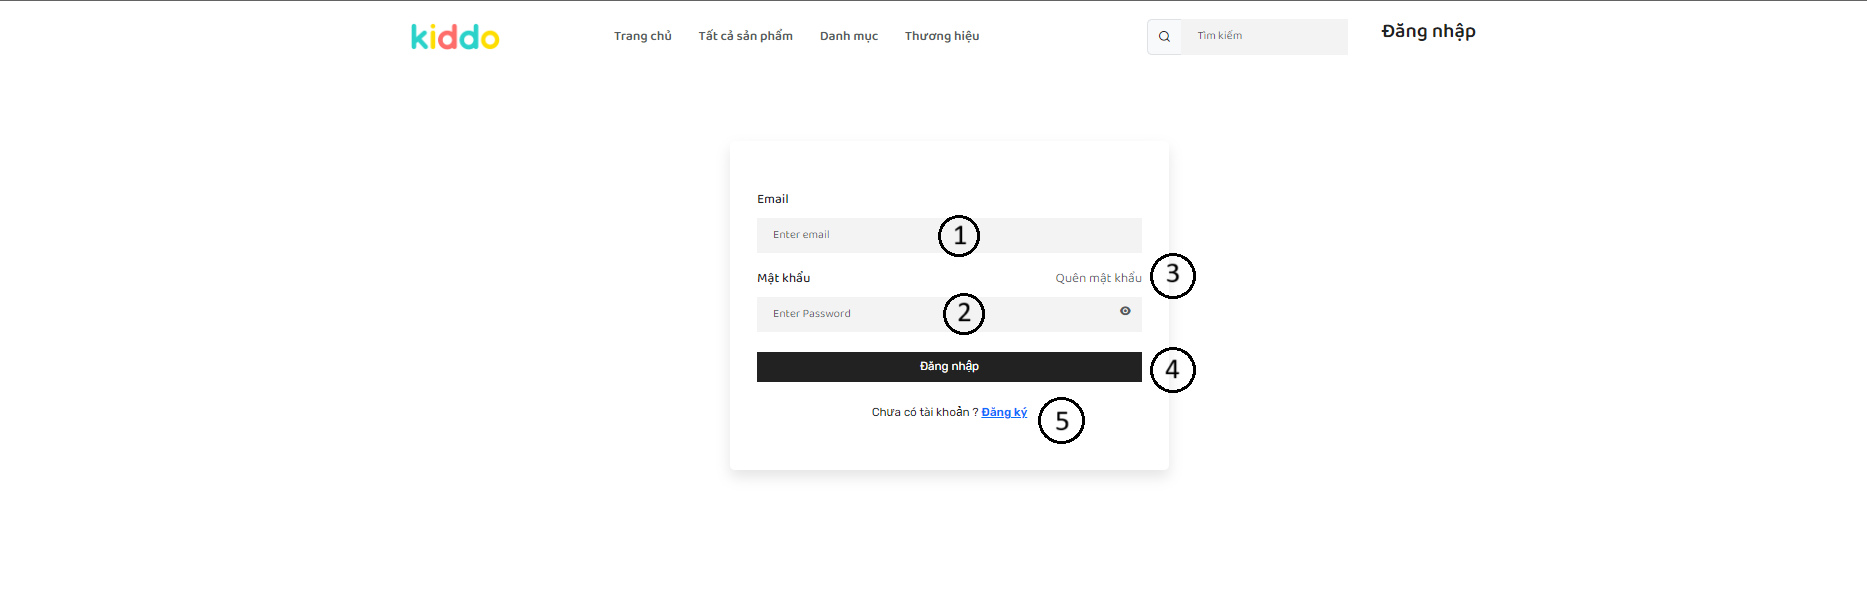 kiddo Trang chủ Tất cả sản phẩm Danh mục Thương hiệu Tìm kiếm Đăng nhập
Email
Enter email 1
Mật khẩu Quên mật khẩu 3
Enter Password 2
Đăng nhập 4
Chưa có tài khoản ? Đăng ký 5